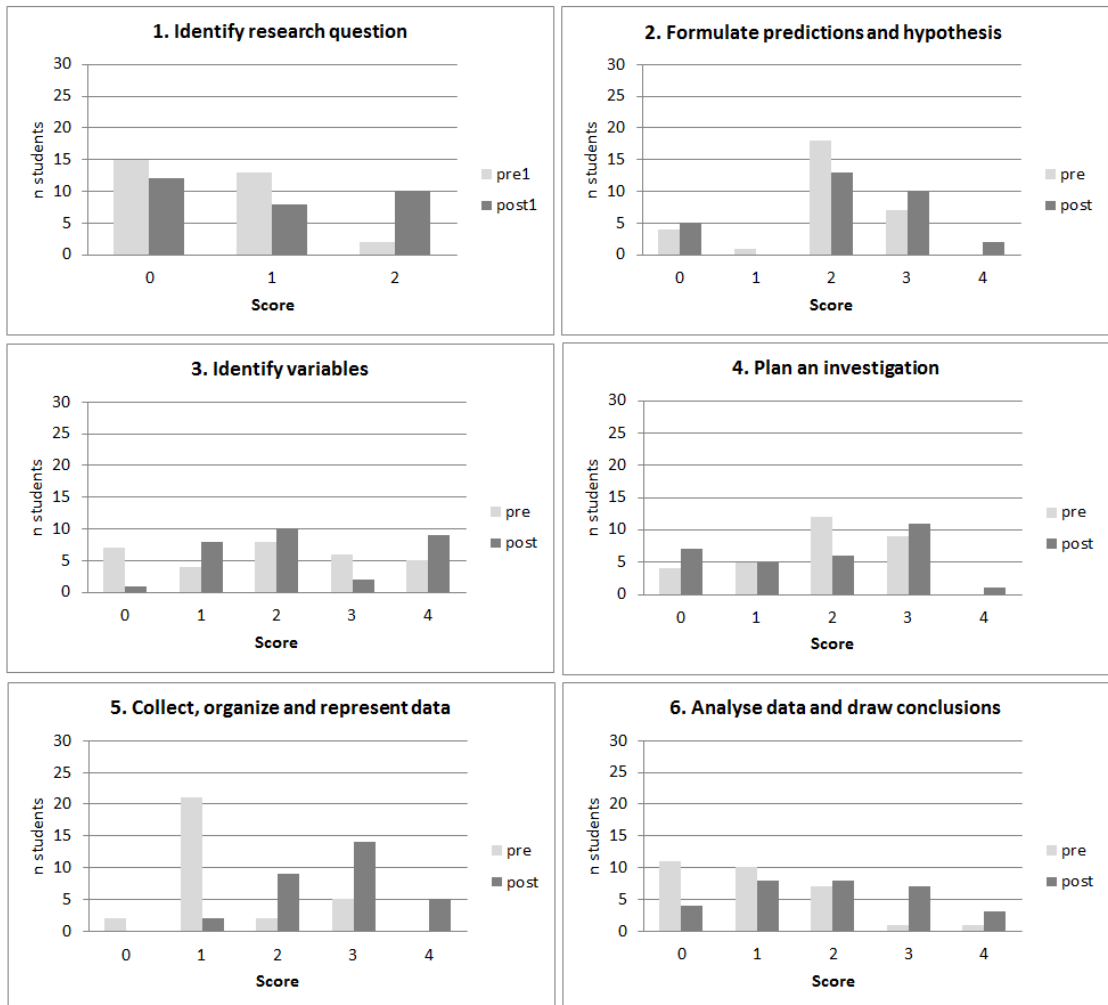 1. Identify research question
30
25
20
15
10
5
0
n students
0 1 2
Score
pre1
post1
2. Formulate predictions and hypothesis
30
25
20
15
10
5
0
n students
0 1 2 3 4
Score
pre
post
3. Identify variables
30
25
20
15
10
5
0
n students
0 1 2 3 4
Score
pre
post
4. Plan an investigation
30
25
20
15
10
5
0
n students
0 1 2 3 4
Score
pre
post
5. Collect, organize and represent data
30
25
20
15
10
5
0
n students
0 1 2 3 4
Score
pre
post
6. Analyse data and draw conclusions
30
25
20
15
10
5
0
n students
0 1 2 3 4
Score
pre
post